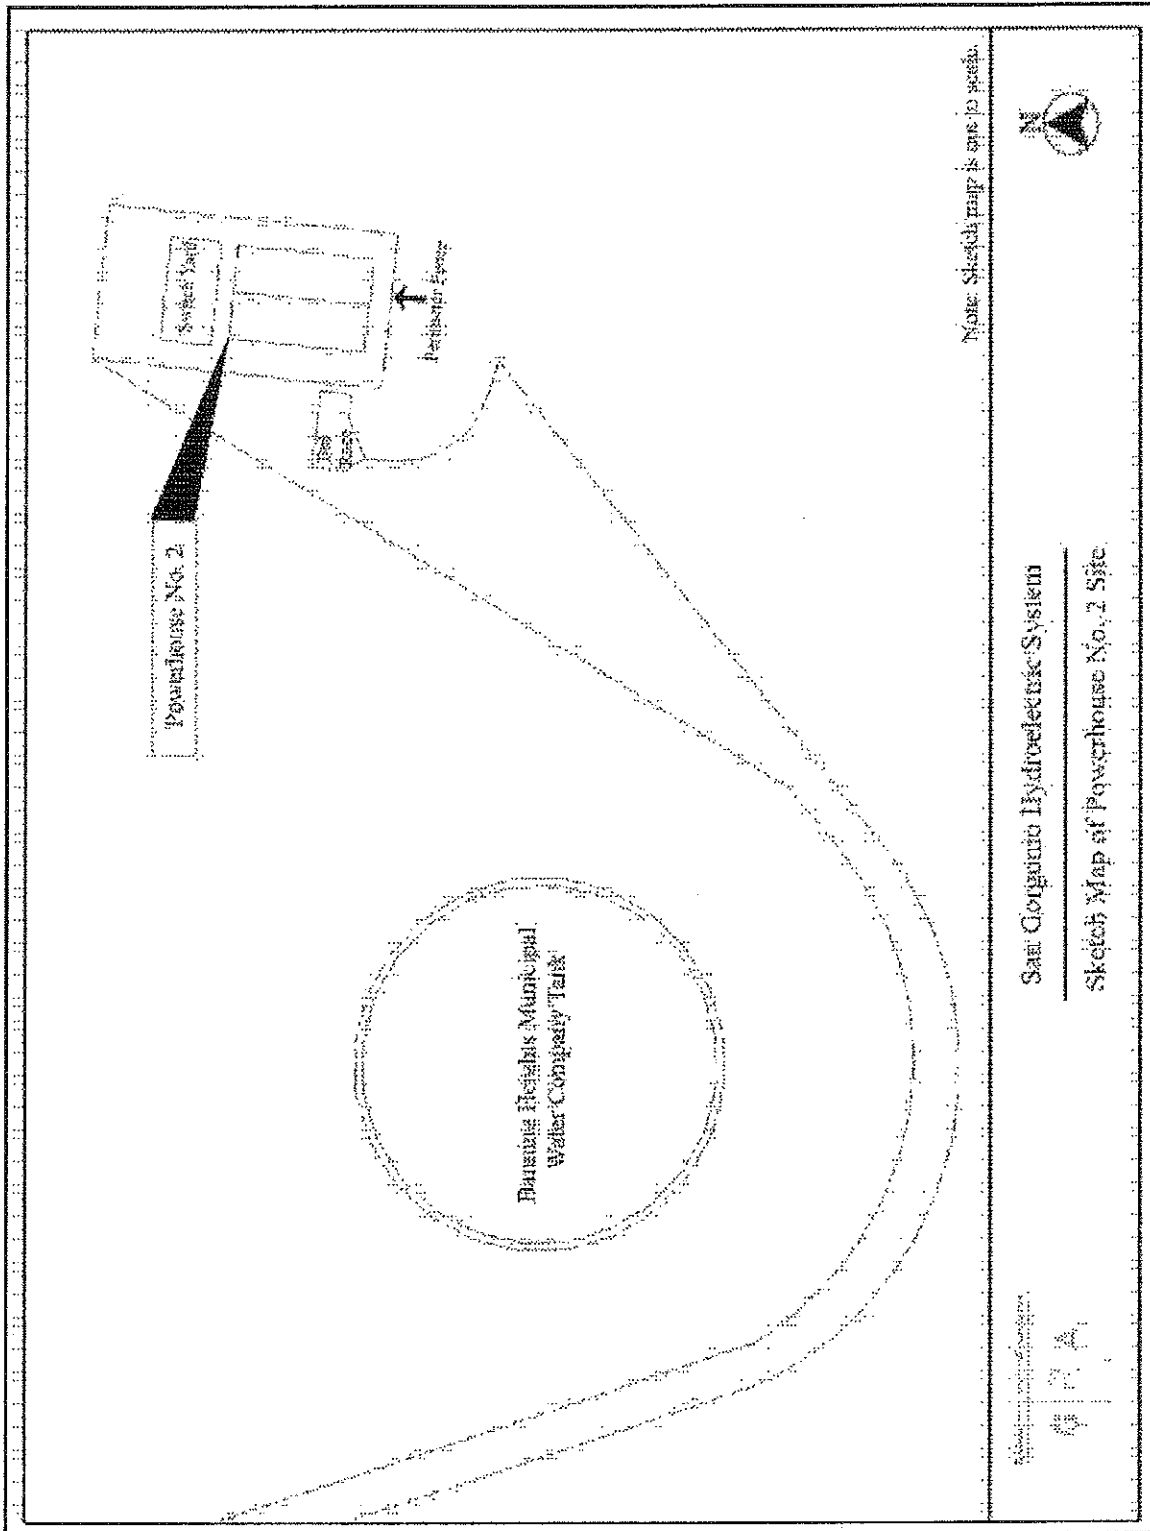 Powerhouse No. 2
Switch Yard
Perimeter Fence
Banning Heights Municipal
Water Company Tank
Note: Sketch map is not to scale.
San Gorgonio Hydroelectric System
Sketch Map of Powerhouse No. 2 Site
N